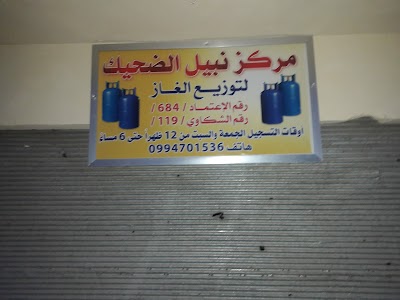 مركز نبيل الضحيك
لتوزيع الغاز
رقم الاعتماد / 684 /
رقم الشكاوي / 119 /
اوقات التسجيل الجمعة والسبت من 12 ظهراً حتى 6 مساء
هاتف 0994701536